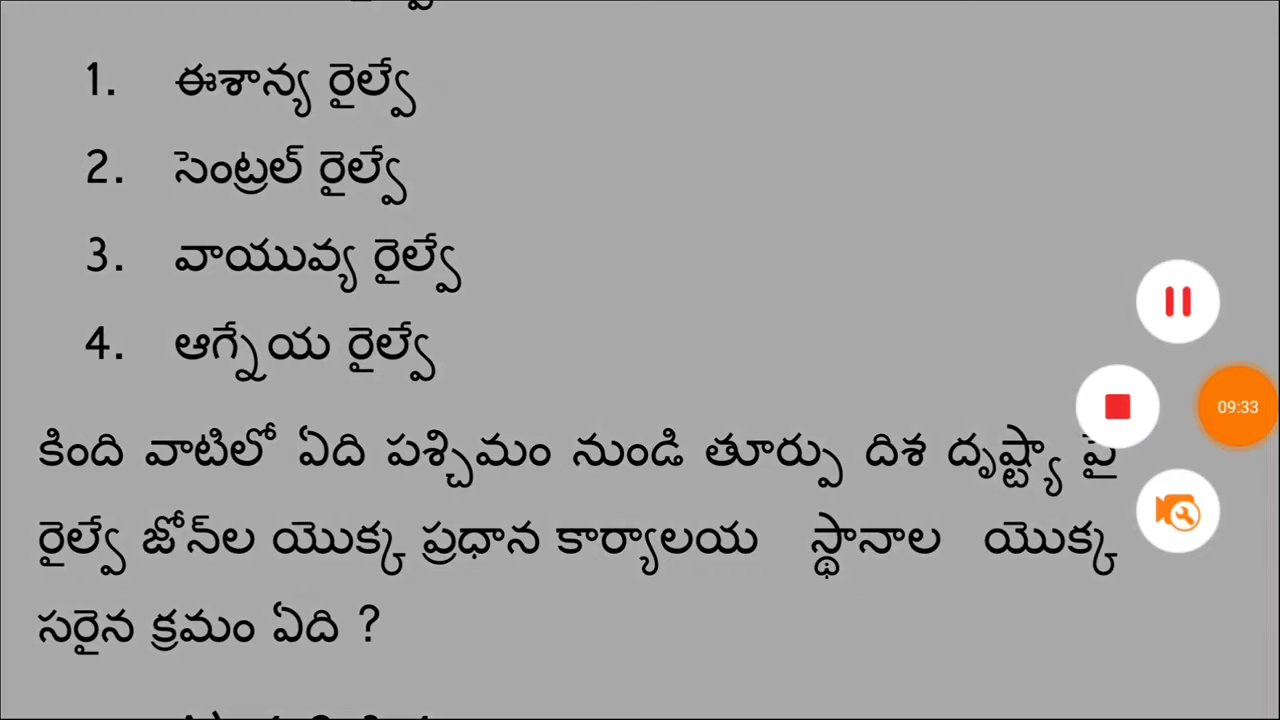 1. ఈశాన్య రైల్వే
2. సెంట్రల్ రైల్వే
3. వాయువ్య రైల్వే
4. ఆగ్నేయ రైల్వే
కింది వాటిలో ఏది పశ్చిమం నుండి తూర్పు దిశ దృష్ట్యా పై
రైల్వే జోన్‌ల యొక్క ప్రధాన కార్యాలయ స్థానాల యొక్క
సరైన క్రమం ఏది ?
09:33